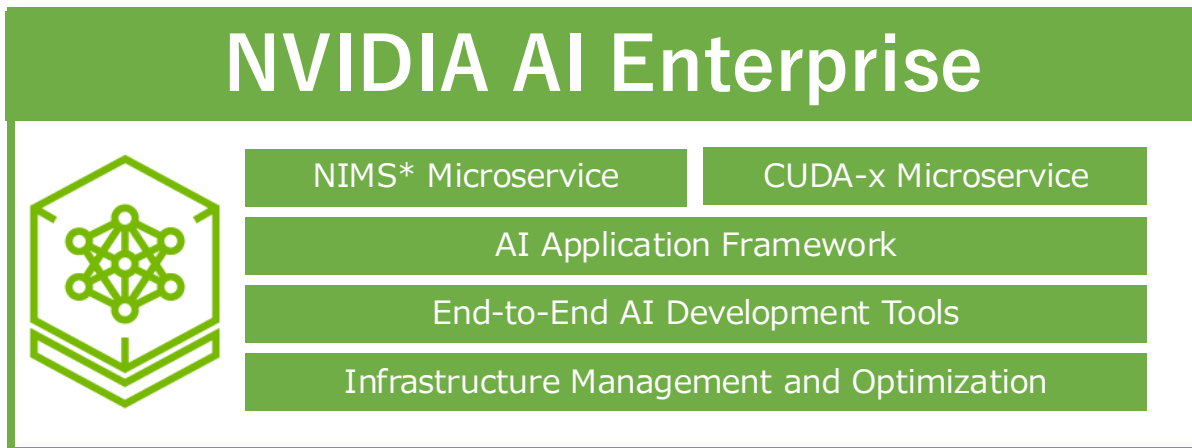 NVIDIA AI Enterprise
NIMS* Microservice
CUDA-x Microservice
AI Application Framework
End-to-End AI Development Tools
Infrastructure Management and Optimization